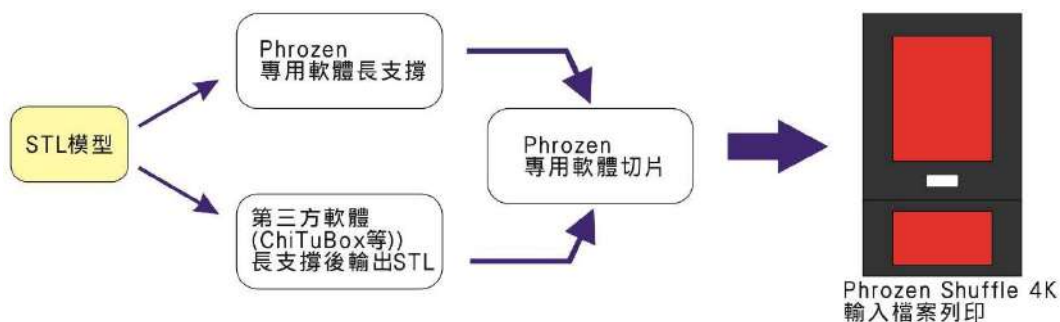 STL模型
Phrozen
專用軟體長支撐
第三方軟體
(ChiTuBox等))
長支撐後輸出STL
Phrozen
專用軟體切片
Phrozen Shuffle 4K
輸入檔案列印